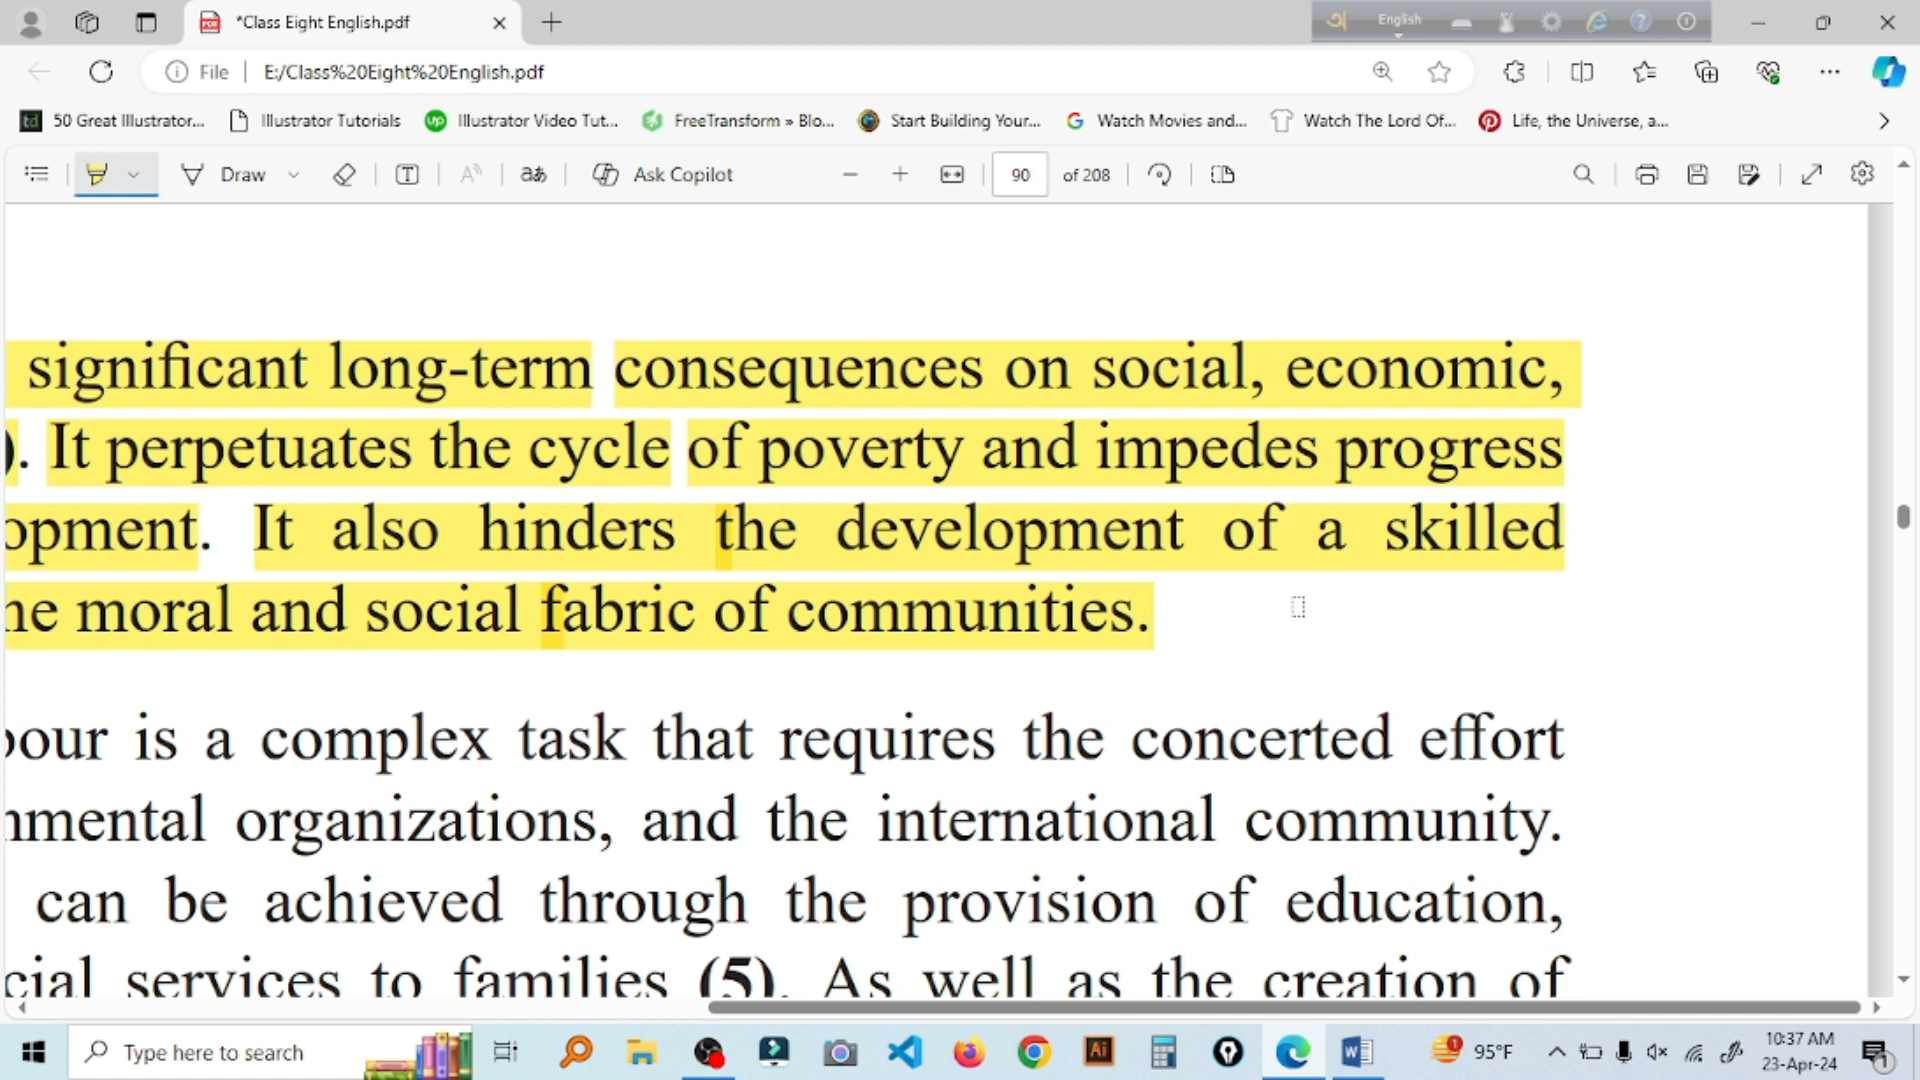 *Class Eight English.pdf
English
File
E:/Class%20Eight%20English.pdf
50 Great Illustrator...
Illustrator Tutorials
Illustrator Video Tut...
FreeTransform » Blo...
Start Building Your...
Watch Movies and...
Watch The Lord Of...
Life, the Universe, a...
Draw
Ask Copilot
90
of 208
significant long-term consequences on social, economic,
). It perpetuates the cycle of poverty and impedes progress
opment. It also hinders the development of a skilled
he moral and social fabric of communities.
bour is a complex task that requires the concerted effort
nmental organizations, and the international community.
can be achieved through the provision of education,
cial services to families (5). As well as the creation of
Type here to search
95°F
10:37 AM
23-Apr-24